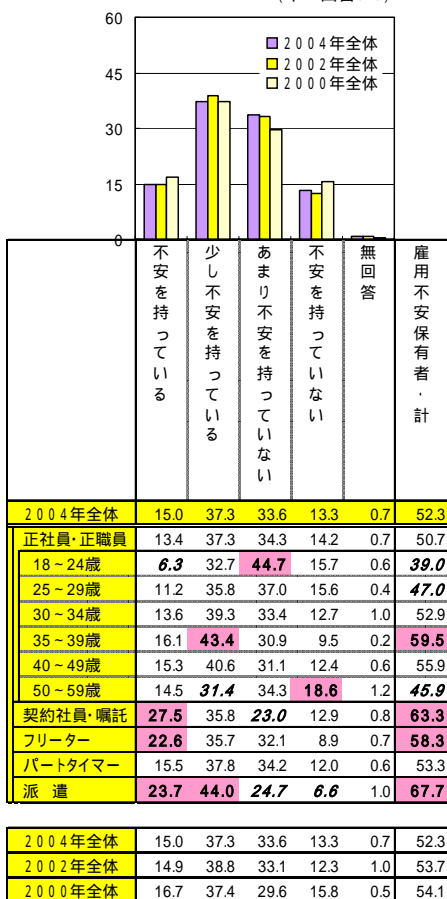 60
45
30
15
0
2004年全体
2002年全体
2000年全体
不安を持っている
少し不安を持っている
あまり不安を持っていない
不安を持っていない
無回答
雇用不安保有者・計
2004年全体 15.0 37.3 33.6 13.3 0.7 52.3
正社員・正職員 13.4 37.3 34.3 14.2 0.7 50.7
18~24歳 6.3 32.7 44.7 15.7 0.6 39.0
25~29歳 11.2 35.8 37.0 15.6 0.4 47.0
30~34歳 13.6 39.3 33.4 12.7 1.0 52.9
35~39歳 16.1 43.4 30.9 9.5 0.2 59.5
40~49歳 15.3 40.6 31.1 12.4 0.6 55.9
50~59歳 14.5 31.4 34.3 18.6 1.2 45.9
契約社員・嘱託 27.5 35.8 23.0 12.9 0.8 63.3
フリーター 22.6 35.7 32.1 8.9 0.7 58.3
パートタイマー 15.5 37.8 34.2 12.0 0.6 53.3
派 遣 23.7 44.0 24.7 6.6 1.0 67.7
2004年全体 15.0 37.3 33.6 13.3 0.7 52.3
2002年全体 14.9 38.8 33.1 12.3 1.0 53.7
2000年全体 16.7 37.4 29.6 15.8 0.5 54.1